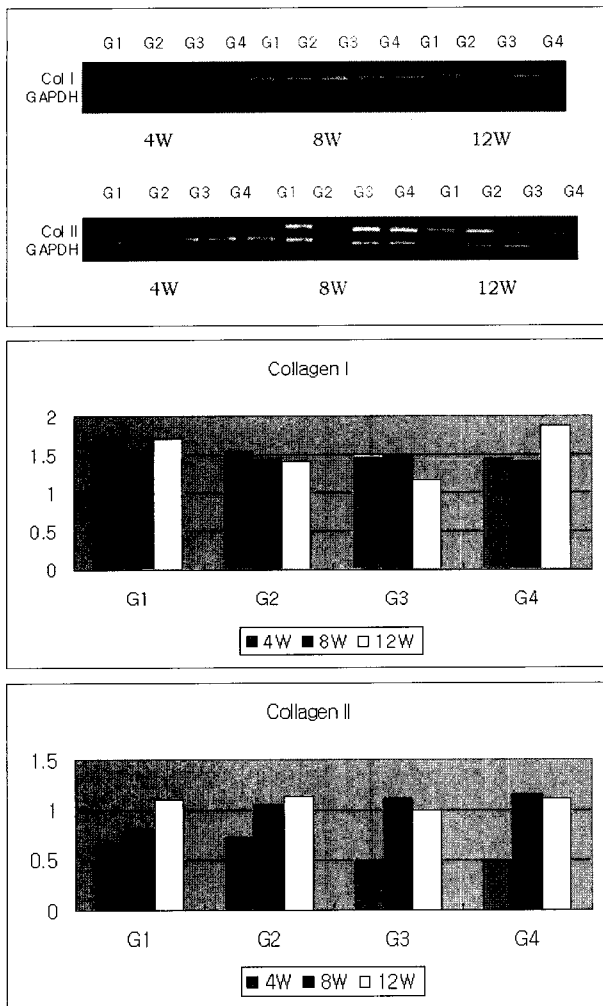 G1 G2 G3 G4 G1 G2 G3 G4 G1 G2 G3 G4
Col I
GAPDH
4W 8W 12W
G1 G2 G3 G4 G1 G2 G3 G4 G1 G2 G3 G4
Col II
GAPDH
4W 8W 12W
Collagen I
2
1.5
1
0.5
0
G1 G2 G3 G4
4W 8W 12W
Collagen II
1.5
1
0.5
0
G1 G2 G3 G4
4W 8W 12W